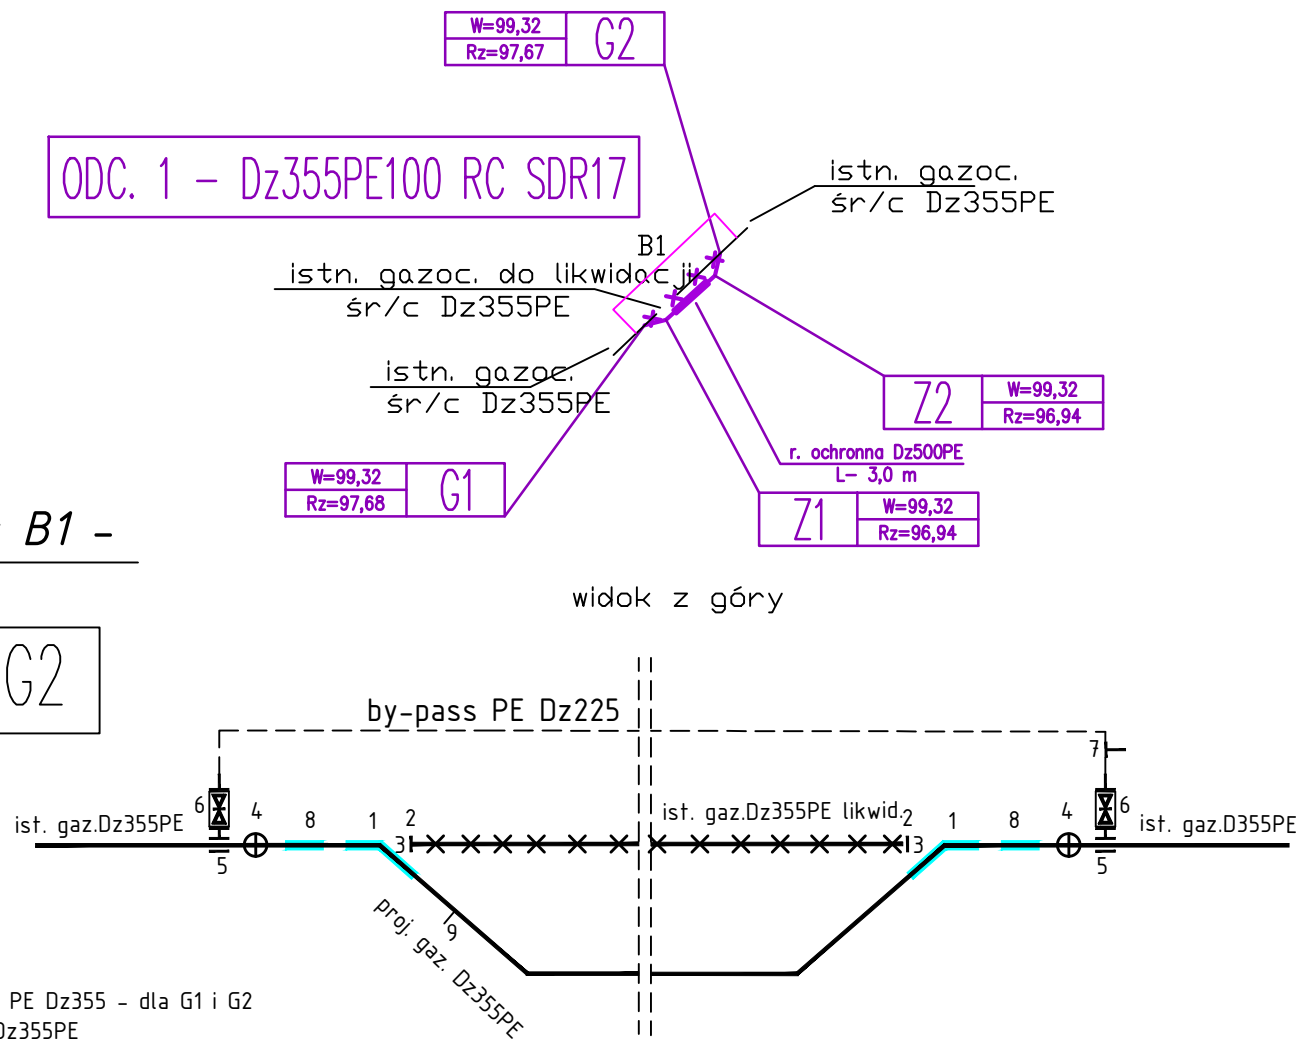 W=99,32
Rz=97,67
G2
ODC. 1 - Dz355PE100 RC SDR17
istn. gazoc.
śr/c Dz355PE
B1
istn. gazoc. do likwidacji
śr/c Dz355PE
istn. gazoc.
śr/c Dz355PE
Z2
W=99,32
Rz=96,94
r. ochronna Dz500PE
L- 3,0 m
W=99,32
Rz=97,68
G1
Z1
W=99,32
Rz=96,94
B1 -
widok z góry
G2
by-pass PE Dz225
7
6
4
8
1
2
ist. gaz.Dz355PE likwid.
2
1
8
4
6
ist. gaz.Dz355PE
ist. gaz.D355PE
3
3
5
5
9
proj. gaz. Dz355PE
PE Dz355 - dla G1 i G2
Dz355PE